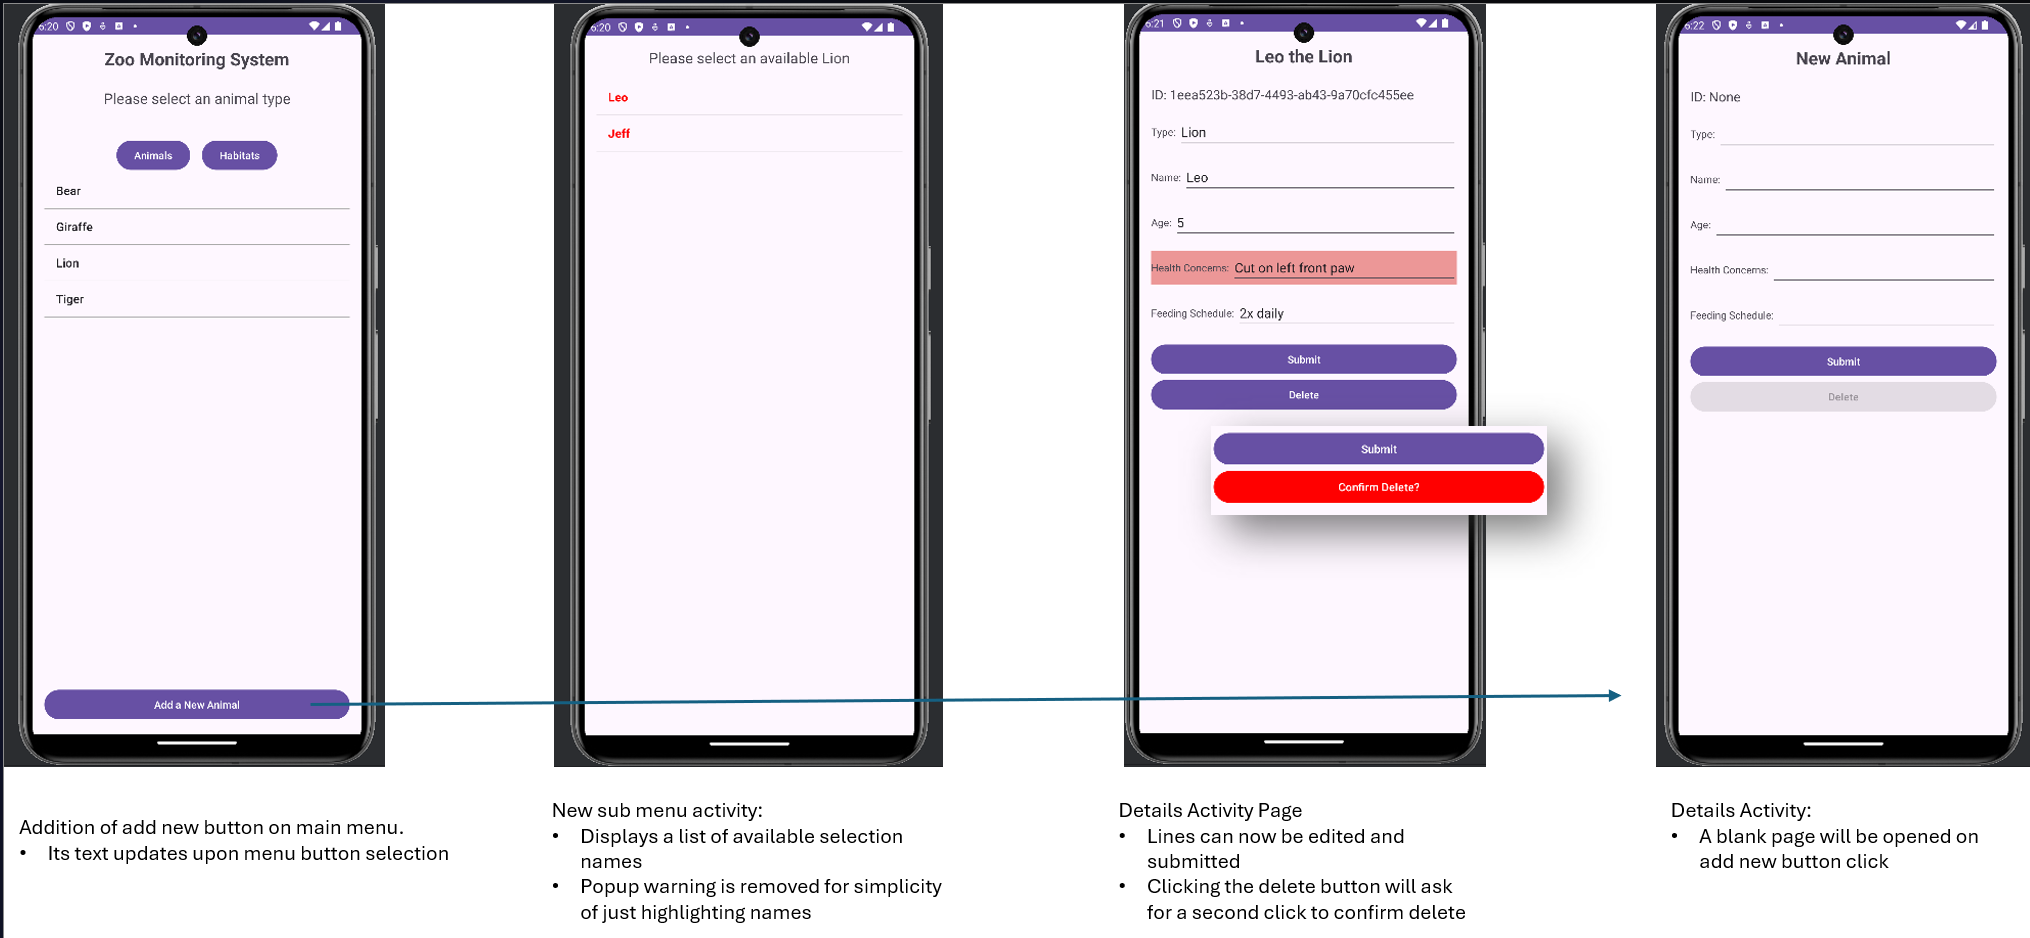 6:20
Zoo Monitoring System
Please select an animal type
Animals
Habitats
Bear
Giraffe
Lion
Tiger
Add a New Animal
6:20
Please select an available Lion
Leo
Jeff
6:21
Leo the Lion
ID: 1eea523b-38d7-4493-ab43-9a70cfc455ee
Type: Lion
Name: Leo
Age: 5
Health Concerns: Cut on left front paw
Feeding Schedule: 2x daily
Submit
Delete
Submit
Confirm Delete?
6:22
New Animal
ID: None
Type:
Name:
Age:
Health Concerns:
Feeding Schedule:
Submit
Delete
Addition of add new button on main menu.
• Its text updates upon menu button selection
New sub menu activity:
• Displays a list of available selection
names
• Popup warning is removed for simplicity
of just highlighting names
Details Activity Page
• Lines can now be edited and
submitted
• Clicking the delete button will ask
for a second click to confirm delete
Details Activity:
• A blank page will be opened on
add new button click